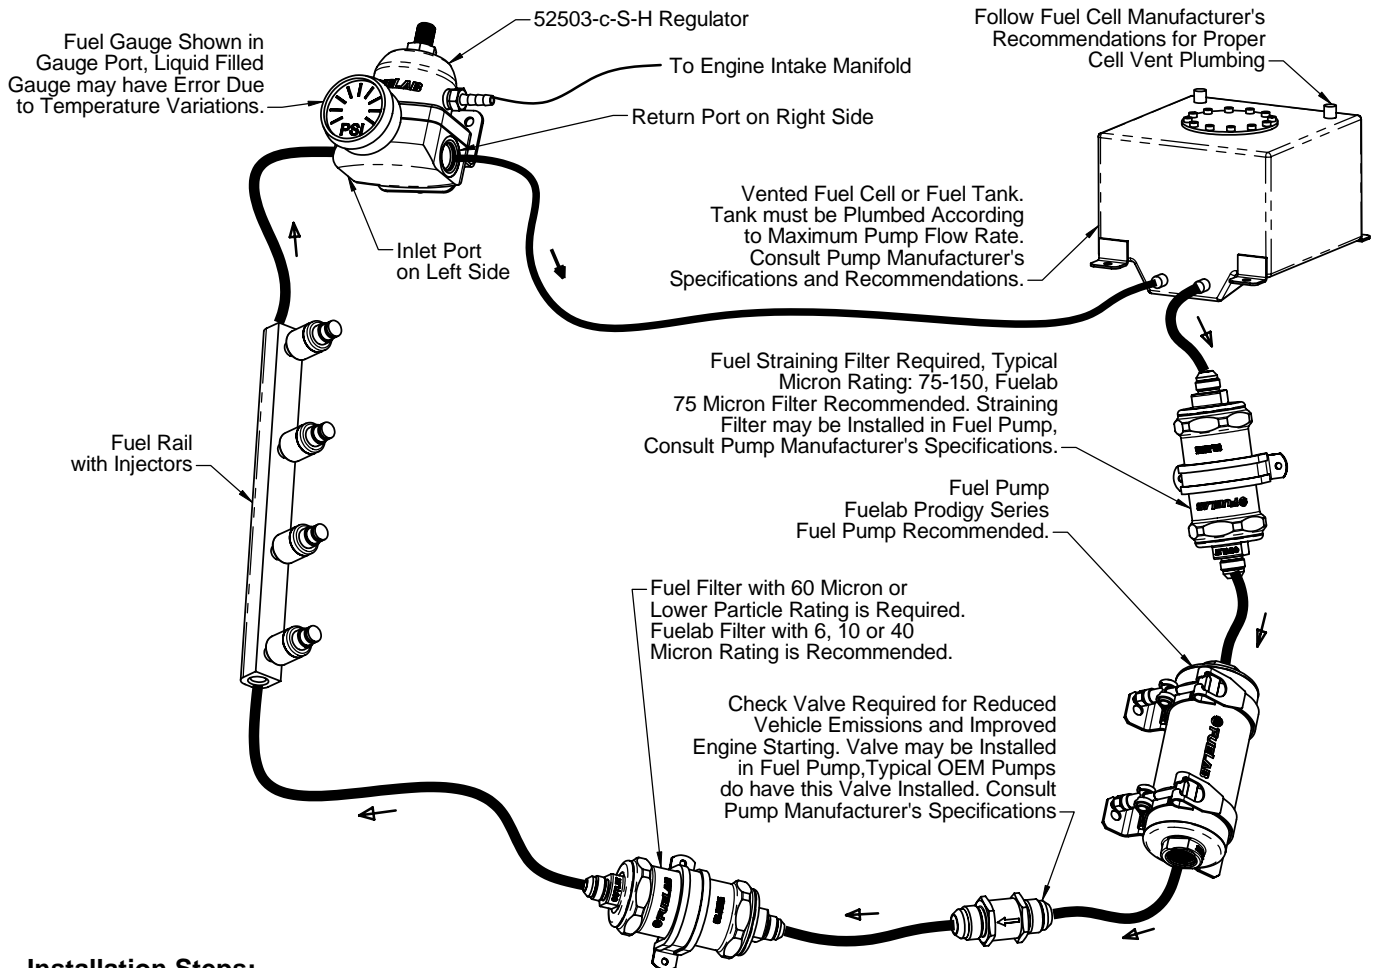 52503-c-S-H Regulator
Fuel Gauge Shown in
Gauge Port, Liquid Filled
Gauge may have Error Due
to Temperature Variations.
To Engine Intake Manifold
Return Port on Right Side
PSI
Inlet Port
on Left Side
Follow Fuel Cell Manufacturer's
Recommendations for Proper
Cell Vent Plumbing
Vented Fuel Cell or Fuel Tank.
Tank must be Plumbed According
to Maximum Pump Flow Rate.
Consult Pump Manufacturer's
Specifications and Recommendations.
Fuel Straining Filter Required, Typical
Micron Rating: 75-150, Fuelab
75 Micron Filter Recommended. Straining
Filter may be Installed in Fuel Pump,
Consult Pump Manufacturer's Specifications.
FUELAB
Fuel Rail
with Injectors
Fuel Pump
Fuelab Prodigy Series
Fuel Pump Recommended.
FUELAB
Fuel Filter with 60 Micron or
Lower Particle Rating is Required.
Fuelab Filter with 6, 10 or 40
Micron Rating is Recommended.
Check Valve Required for Reduced
Vehicle Emissions and Improved
Engine Starting. Valve may be Installed
in Fuel Pump,Typical OEM Pumps
do have this Valve Installed. Consult
Pump Manufacturer's Specifications
FUELAB
Installation Steps: